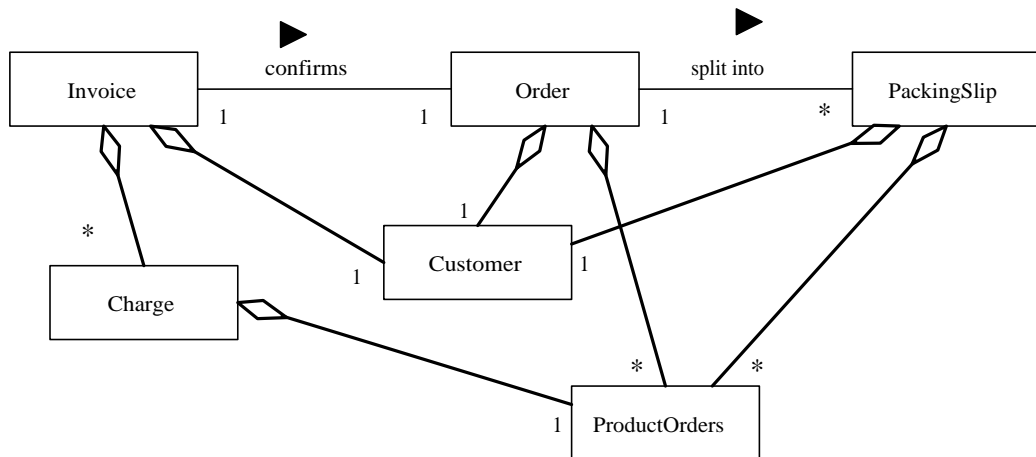 confirms
split into
Invoice
Order
PackingSlip
1
1
1
*
1
*
1
1
Customer
Charge
*
*
1
ProductOrders